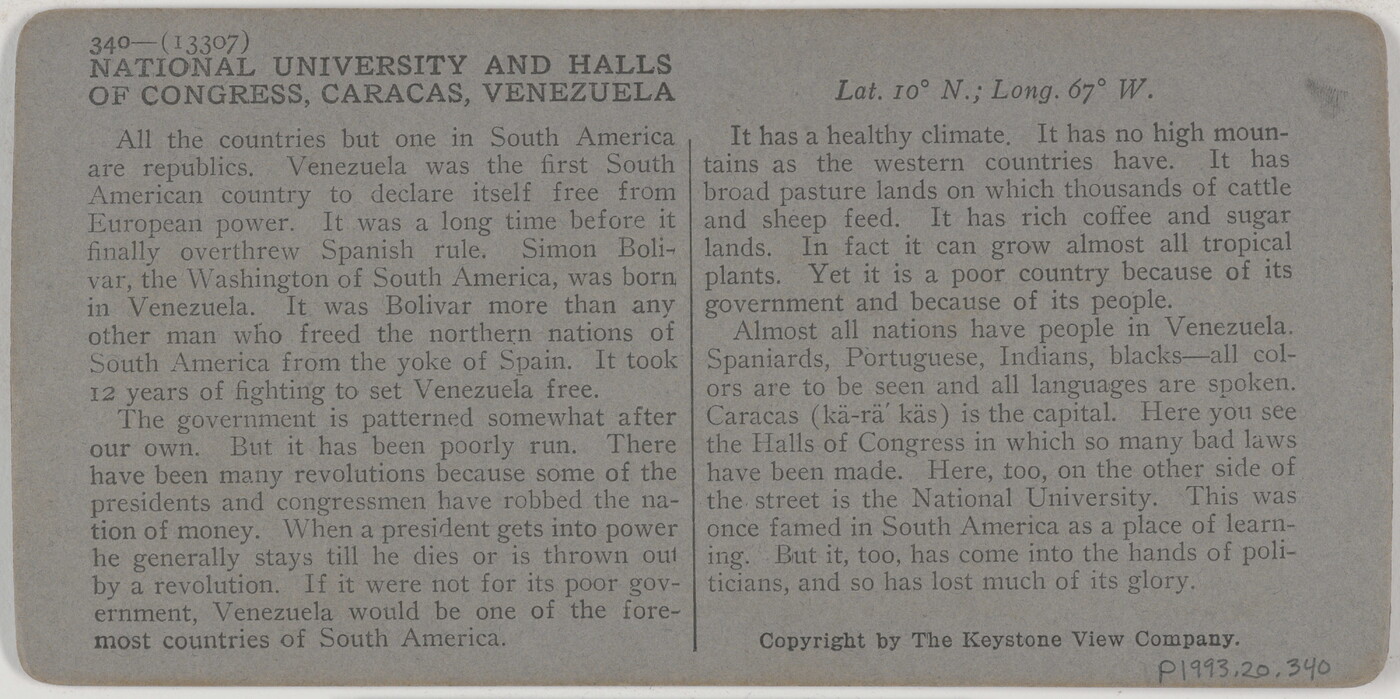 340—(13307)
NATIONAL UNIVERSITY AND HALLS
OF CONGRESS, CARACAS, VENEZUELA
All the countries but one in South America
are republics. Venezuela was the first South
American country to declare itself free from
European power. It was a long time before it
finally overthrew Spanish rule. Simon Boli-
var, the Washington of South America, was born
in Venezuela. It was Bolivar more than any
other man who freed the northern nations of
South America from the yoke of Spain. It took
12 years of fighting to set Venezuela free.
The government is patterned somewhat after
our own. But it has been poorly run. There
have been many revolutions because some of the
presidents and congressmen have robbed the na-
tion of money. When a president gets into power
he generally stays till he dies or is thrown out
by a revolution. If it were not for its poor gov-
ernment, Venezuela would be one of the fore-
most countries of South America.
Lat. 10° N.; Long. 67° W.
It has a healthy climate. It has no high moun-
tains as the western countries have. It has
broad pasture lands on which thousands of cattle
and sheep feed. It has rich coffee and sugar
lands. In fact it can grow almost all tropical
plants. Yet it is a poor country because of its
government and because of its people.
Almost all nations have people in Venezuela.
Spaniards, Portuguese, Indians, blacks—all col-
ors are to be seen and all languages are spoken.
Caracas (kä-rä′ käs) is the capital. Here you see
the Halls of Congress in which so many bad laws
have been made. Here, too, on the other side of
the street is the National University. This was
once famed in South America as a place of learn-
ing. But it, too, has come into the hands of poli-
ticians, and so has lost much of its glory.
Copyright by The Keystone View Company.
P1993.20.340